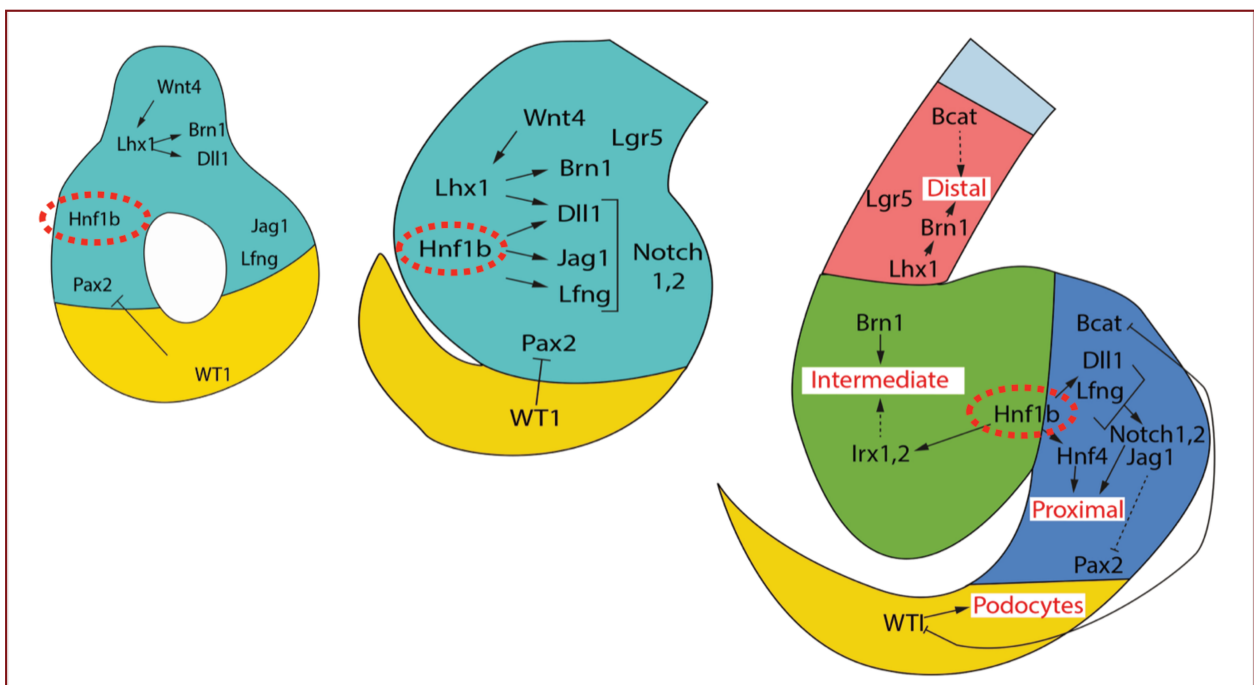 Wnt4
Lhx1
Brn1
Dll1
Hnf1b
Jag1
Lfng
Pax2
WT1
Wnt4
Lgr5
Lhx1
Brn1
Dll1
Hnf1b
Jag1
Lfng
Notch
1,2
Pax2
WT1
Bcat
Distal
Lgr5
Brn1
Lhx1
Brn1
Intermediate
Hnf1b
Irx1,2
Bcat
Dll1
Lfng
Notch1,2
Jag1
Hnf4
Proximal
Pax2
Podocytes
WTI